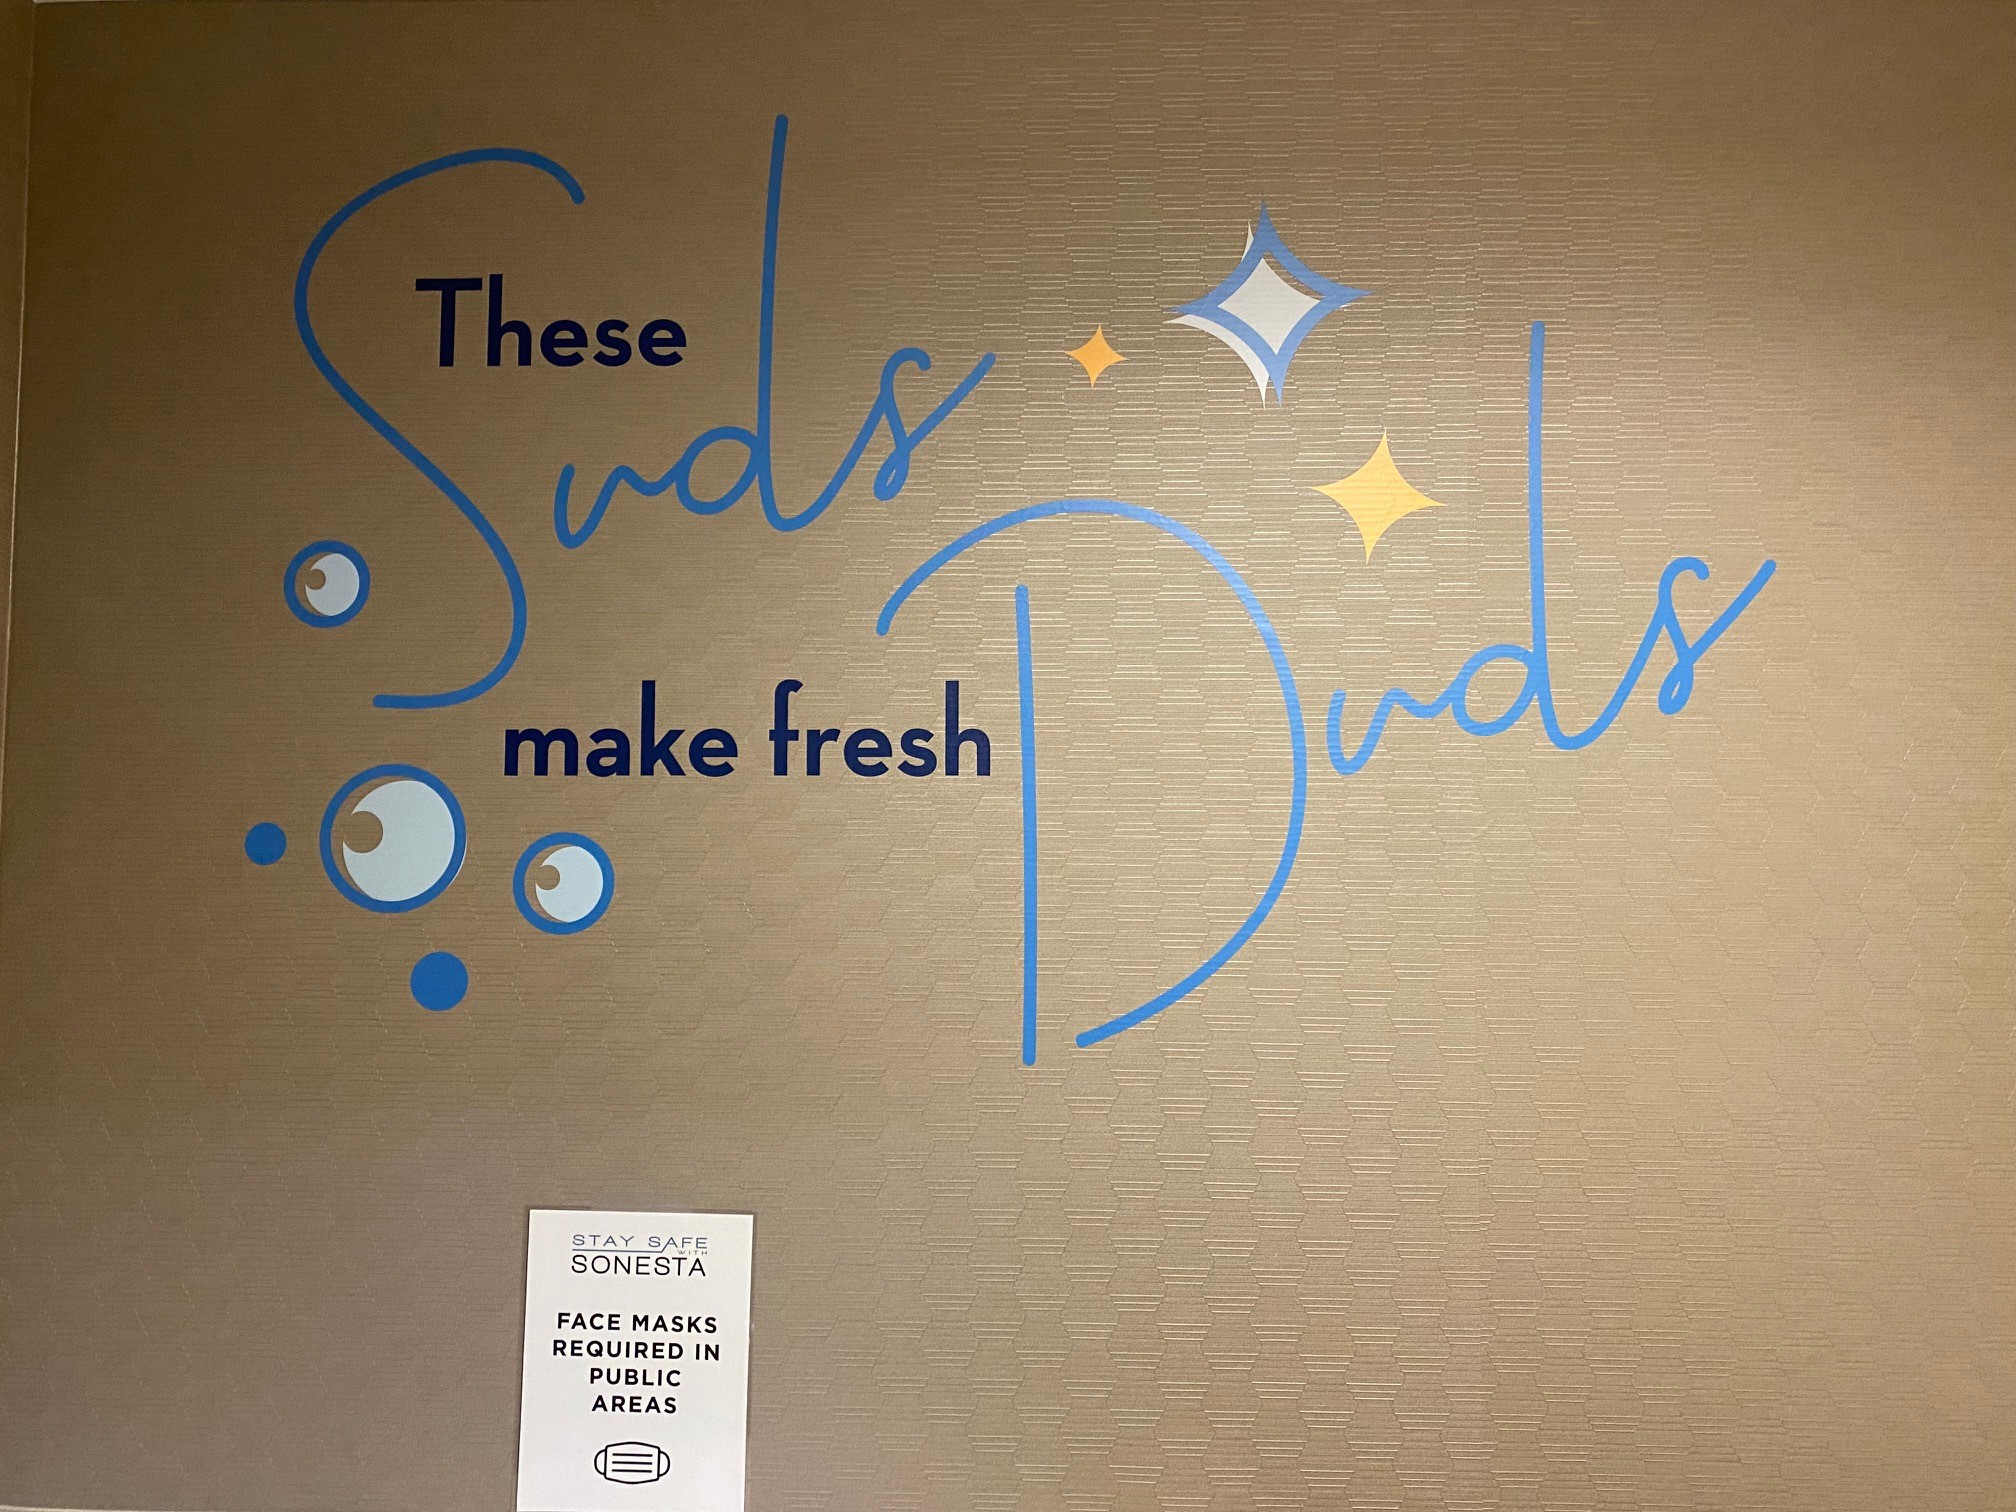 These
Suds
make fresh
Duds
STAY SAFE
WITH
SONESTA
FACE MASKS
REQUIRED IN
PUBLIC
AREAS